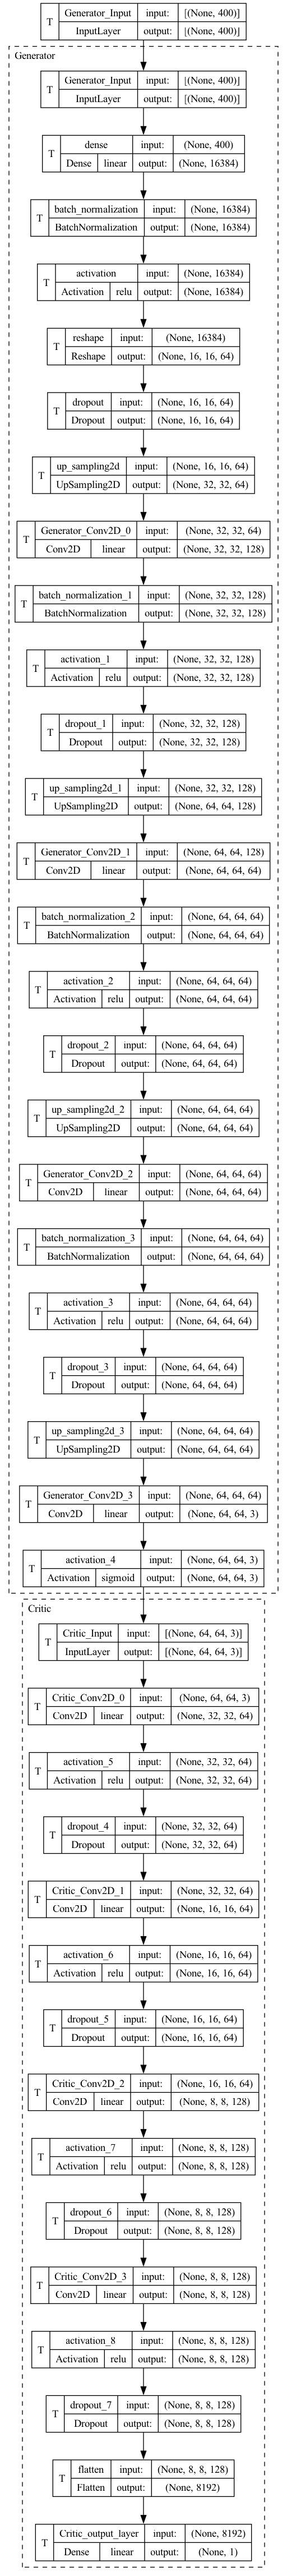 T Generator_Input input: [(None, 400)]
InputLayer output: [(None, 400)]
Generator
T Generator_Input input: [(None, 400)]
InputLayer output: [(None, 400)]
T dense input: (None, 400)
Dense linear output: (None, 16384)
T batch_normalization input: (None, 16384)
BatchNormalization output: (None, 16384)
T activation input: (None, 16384)
Activation relu output: (None, 16384)
T reshape input: (None, 16384)
Reshape output: (None, 16, 16, 64)
T dropout input: (None, 16, 16, 64)
Dropout output: (None, 16, 16, 64)
T up_sampling2d input: (None, 16, 16, 64)
UpSampling2D output: (None, 32, 32, 64)
T Generator_Conv2D_0 input: (None, 32, 32, 64)
Conv2D linear output: (None, 32, 32, 128)
T batch_normalization_1 input: (None, 32, 32, 128)
BatchNormalization output: (None, 32, 32, 128)
T activation_1 input: (None, 32, 32, 128)
Activation relu output: (None, 32, 32, 128)
T dropout_1 input: (None, 32, 32, 128)
Dropout output: (None, 32, 32, 128)
T up_sampling2d_1 input: (None, 32, 32, 128)
UpSampling2D output: (None, 64, 64, 128)
T Generator_Conv2D_1 input: (None, 64, 64, 128)
Conv2D linear output: (None, 64, 64, 64)
T batch_normalization_2 input: (None, 64, 64, 64)
BatchNormalization output: (None, 64, 64, 64)
T activation_2 input: (None, 64, 64, 64)
Activation relu output: (None, 64, 64, 64)
T dropout_2 input: (None, 64, 64, 64)
Dropout output: (None, 64, 64, 64)
T up_sampling2d_2 input: (None, 64, 64, 64)
UpSampling2D output: (None, 64, 64, 64)
T Generator_Conv2D_2 input: (None, 64, 64, 64)
Conv2D linear output: (None, 64, 64, 64)
T batch_normalization_3 input: (None, 64, 64, 64)
BatchNormalization output: (None, 64, 64, 64)
T activation_3 input: (None, 64, 64, 64)
Activation relu output: (None, 64, 64, 64)
T dropout_3 input: (None, 64, 64, 64)
Dropout output: (None, 64, 64, 64)
T up_sampling2d_3 input: (None, 64, 64, 64)
UpSampling2D output: (None, 64, 64, 64)
T Generator_Conv2D_3 input: (None, 64, 64, 64)
Conv2D linear output: (None, 64, 64, 3)
T activation_4 input: (None, 64, 64, 3)
Activation sigmoid output: (None, 64, 64, 3)
Critic
T Critic_Input input: [(None, 64, 64, 3)]
InputLayer output: [(None, 64, 64, 3)]
T Critic_Conv2D_0 input: (None, 64, 64, 3)
Conv2D linear output: (None, 32, 32, 64)
T activation_5 input: (None, 32, 32, 64)
Activation relu output: (None, 32, 32, 64)
T dropout_4 input: (None, 32, 32, 64)
Dropout output: (None, 32, 32, 64)
T Critic_Conv2D_1 input: (None, 32, 32, 64)
Conv2D linear output: (None, 16, 16, 64)
T activation_6 input: (None, 16, 16, 64)
Activation relu output: (None, 16, 16, 64)
T dropout_5 input: (None, 16, 16, 64)
Dropout output: (None, 16, 16, 64)
T Critic_Conv2D_2 input: (None, 16, 16, 64)
Conv2D linear output: (None, 8, 8, 128)
T activation_7 input: (None, 8, 8, 128)
Activation relu output: (None, 8, 8, 128)
T dropout_6 input: (None, 8, 8, 128)
Dropout output: (None, 8, 8, 128)
T Critic_Conv2D_3 input: (None, 8, 8, 128)
Conv2D linear output: (None, 8, 8, 128)
T activation_8 input: (None, 8, 8, 128)
Activation relu output: (None, 8, 8, 128)
T dropout_7 input: (None, 8, 8, 128)
Dropout output: (None, 8, 8, 128)
T flatten input: (None, 8, 8, 128)
Flatten output: (None, 8192)
T Critic_output_layer input: (None, 8192)
Dense linear output: (None, 1)